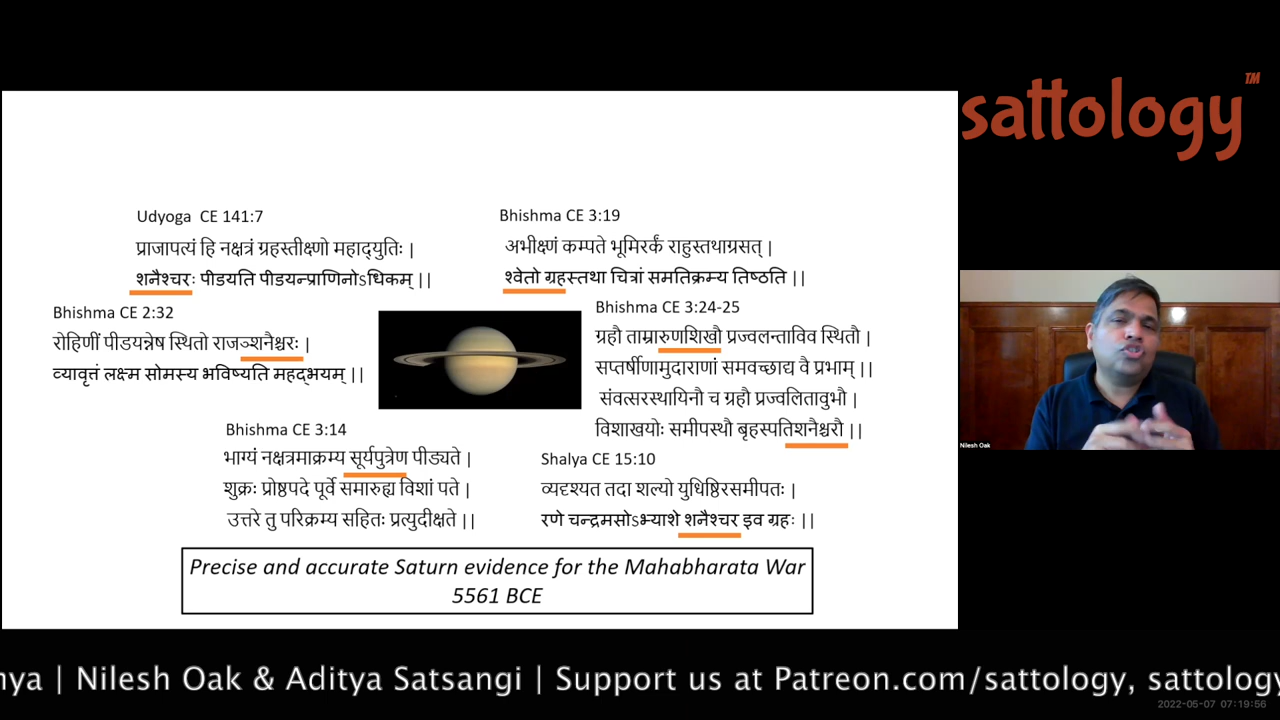 sattology™
Udyoga CE 141:7
प्राजापत्यं हि नक्षत्रं ग्रहस्तीक्ष्णो महाद्युतिः |
शनैश्चरः पीडयति पीडयन्प्राणिनोऽधिकम् ||
Bhishma CE 3:19
अभीक्ष्णं कम्पते भूमिरर्कं राहुस्तथाग्रसत् |
श्वेतो ग्रहस्तथा चित्रां समतिक्रम्य तिष्ठति ||
Bhishma CE 2:32
रोहिणीं पीडयन्नेष स्थितो राजञ्शनैश्चरः |
व्यावृत्तं लक्ष्म सोमस्य भविष्यति महद्भयम् ||
Bhishma CE 3:24-25
ग्रहौ ताम्रारुणशिखौ प्रज्वलन्ताविव स्थितौ |
सप्तर्षीणामुदाराणां समवच्छाद्य वै प्रभाम् ||
संवत्सरस्थायिनौ च ग्रहौ प्रज्वलितावुभौ |
विशाखयोः समीपस्थौ बृहस्पतिशनैश्चरौ ||
Bhishma CE 3:14
भाग्यं नक्षत्रमाक्रम्य सूर्यपुत्रेण पीड्यते |
शुक्रः प्रोष्ठपदे पूर्वे समारुह्य विशां पते |
उत्तरे तु परिक्रम्य सहितः प्रत्युदीक्षते ||
Shalya CE 15:10
व्यदृश्यत तदा शल्यो युधिष्ठिरसमीपतः |
रणे चन्द्रमसोऽभ्याशे शनैश्चर इव ग्रहः ||
Precise and accurate Saturn evidence for the Mahabharata War
5561 BCE
Nilesh Oak
nya | Nilesh Oak & Aditya Satsangi | Support us at Patreon.com/sattology, sattology
2022-05-07 07:19:56